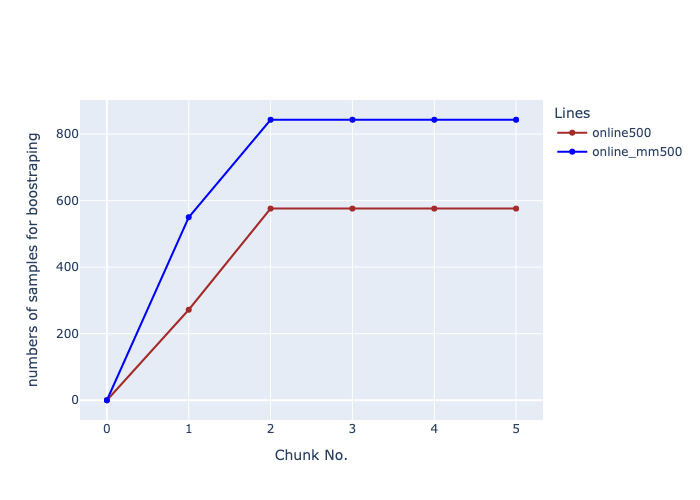 Lines
online500
online_mm500
numbers of samples for boostraping
800
600
400
200
0
0 1 2 3 4 5
Chunk No.